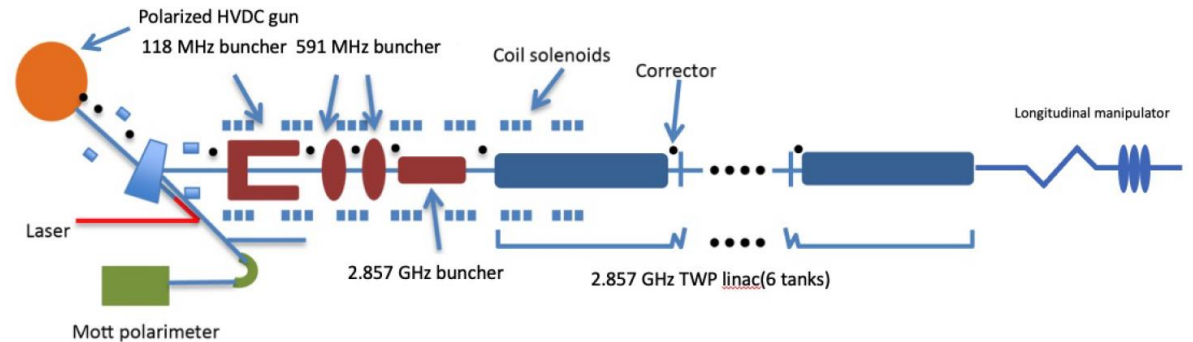 Polarized HVDC gun
118 MHz buncher 591 MHz buncher
Coil solenoids
Corrector
Longitudinal manipulator
Laser
2.857 GHz buncher
2.857 GHz TWP linac(6 tanks)
Mott polarimeter